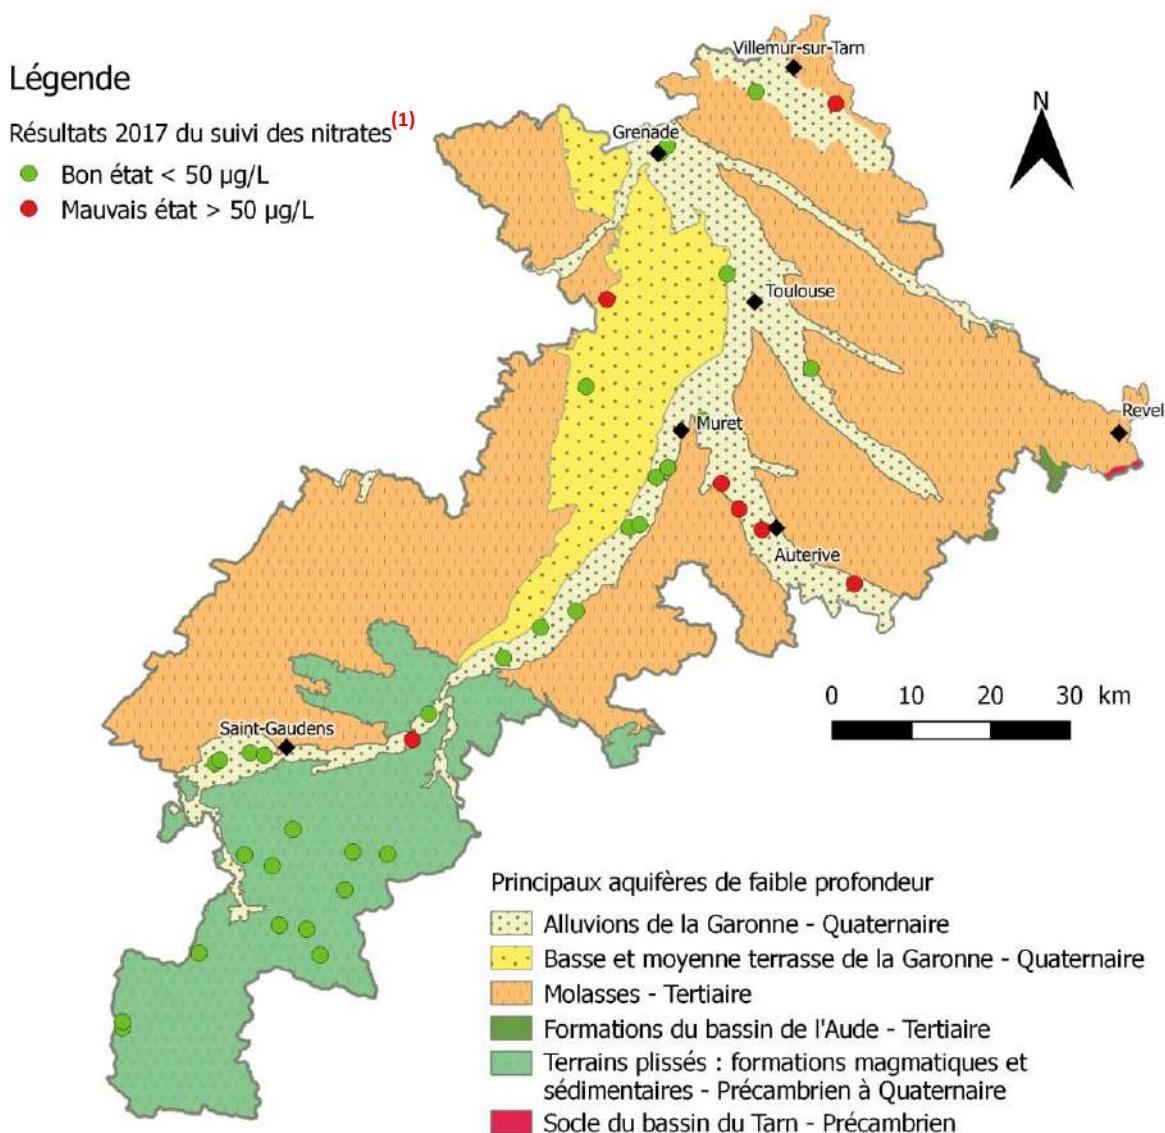 Légende
Résultats 2017 du suivi des nitrates(1)
Bon état < 50 µg/L
Mauvais état > 50 µg/L
Villemur-sur-Tarn
Grenade
N
Toulouse
Revel
Muret
Auterive
0 10 20 30 km
Saint-Gaudens
Principaux aquifères de faible profondeur
Alluvions de la Garonne - Quaternaire
Basse et moyenne terrasse de la Garonne - Quaternaire
Molasses - Tertiaire
Formations du bassin de l'Aude - Tertiaire
Terrains plissés : formations magmatiques et
sédimentaires - Précambrien à Quaternaire
Socle du bassin du Tarn - Précambrien